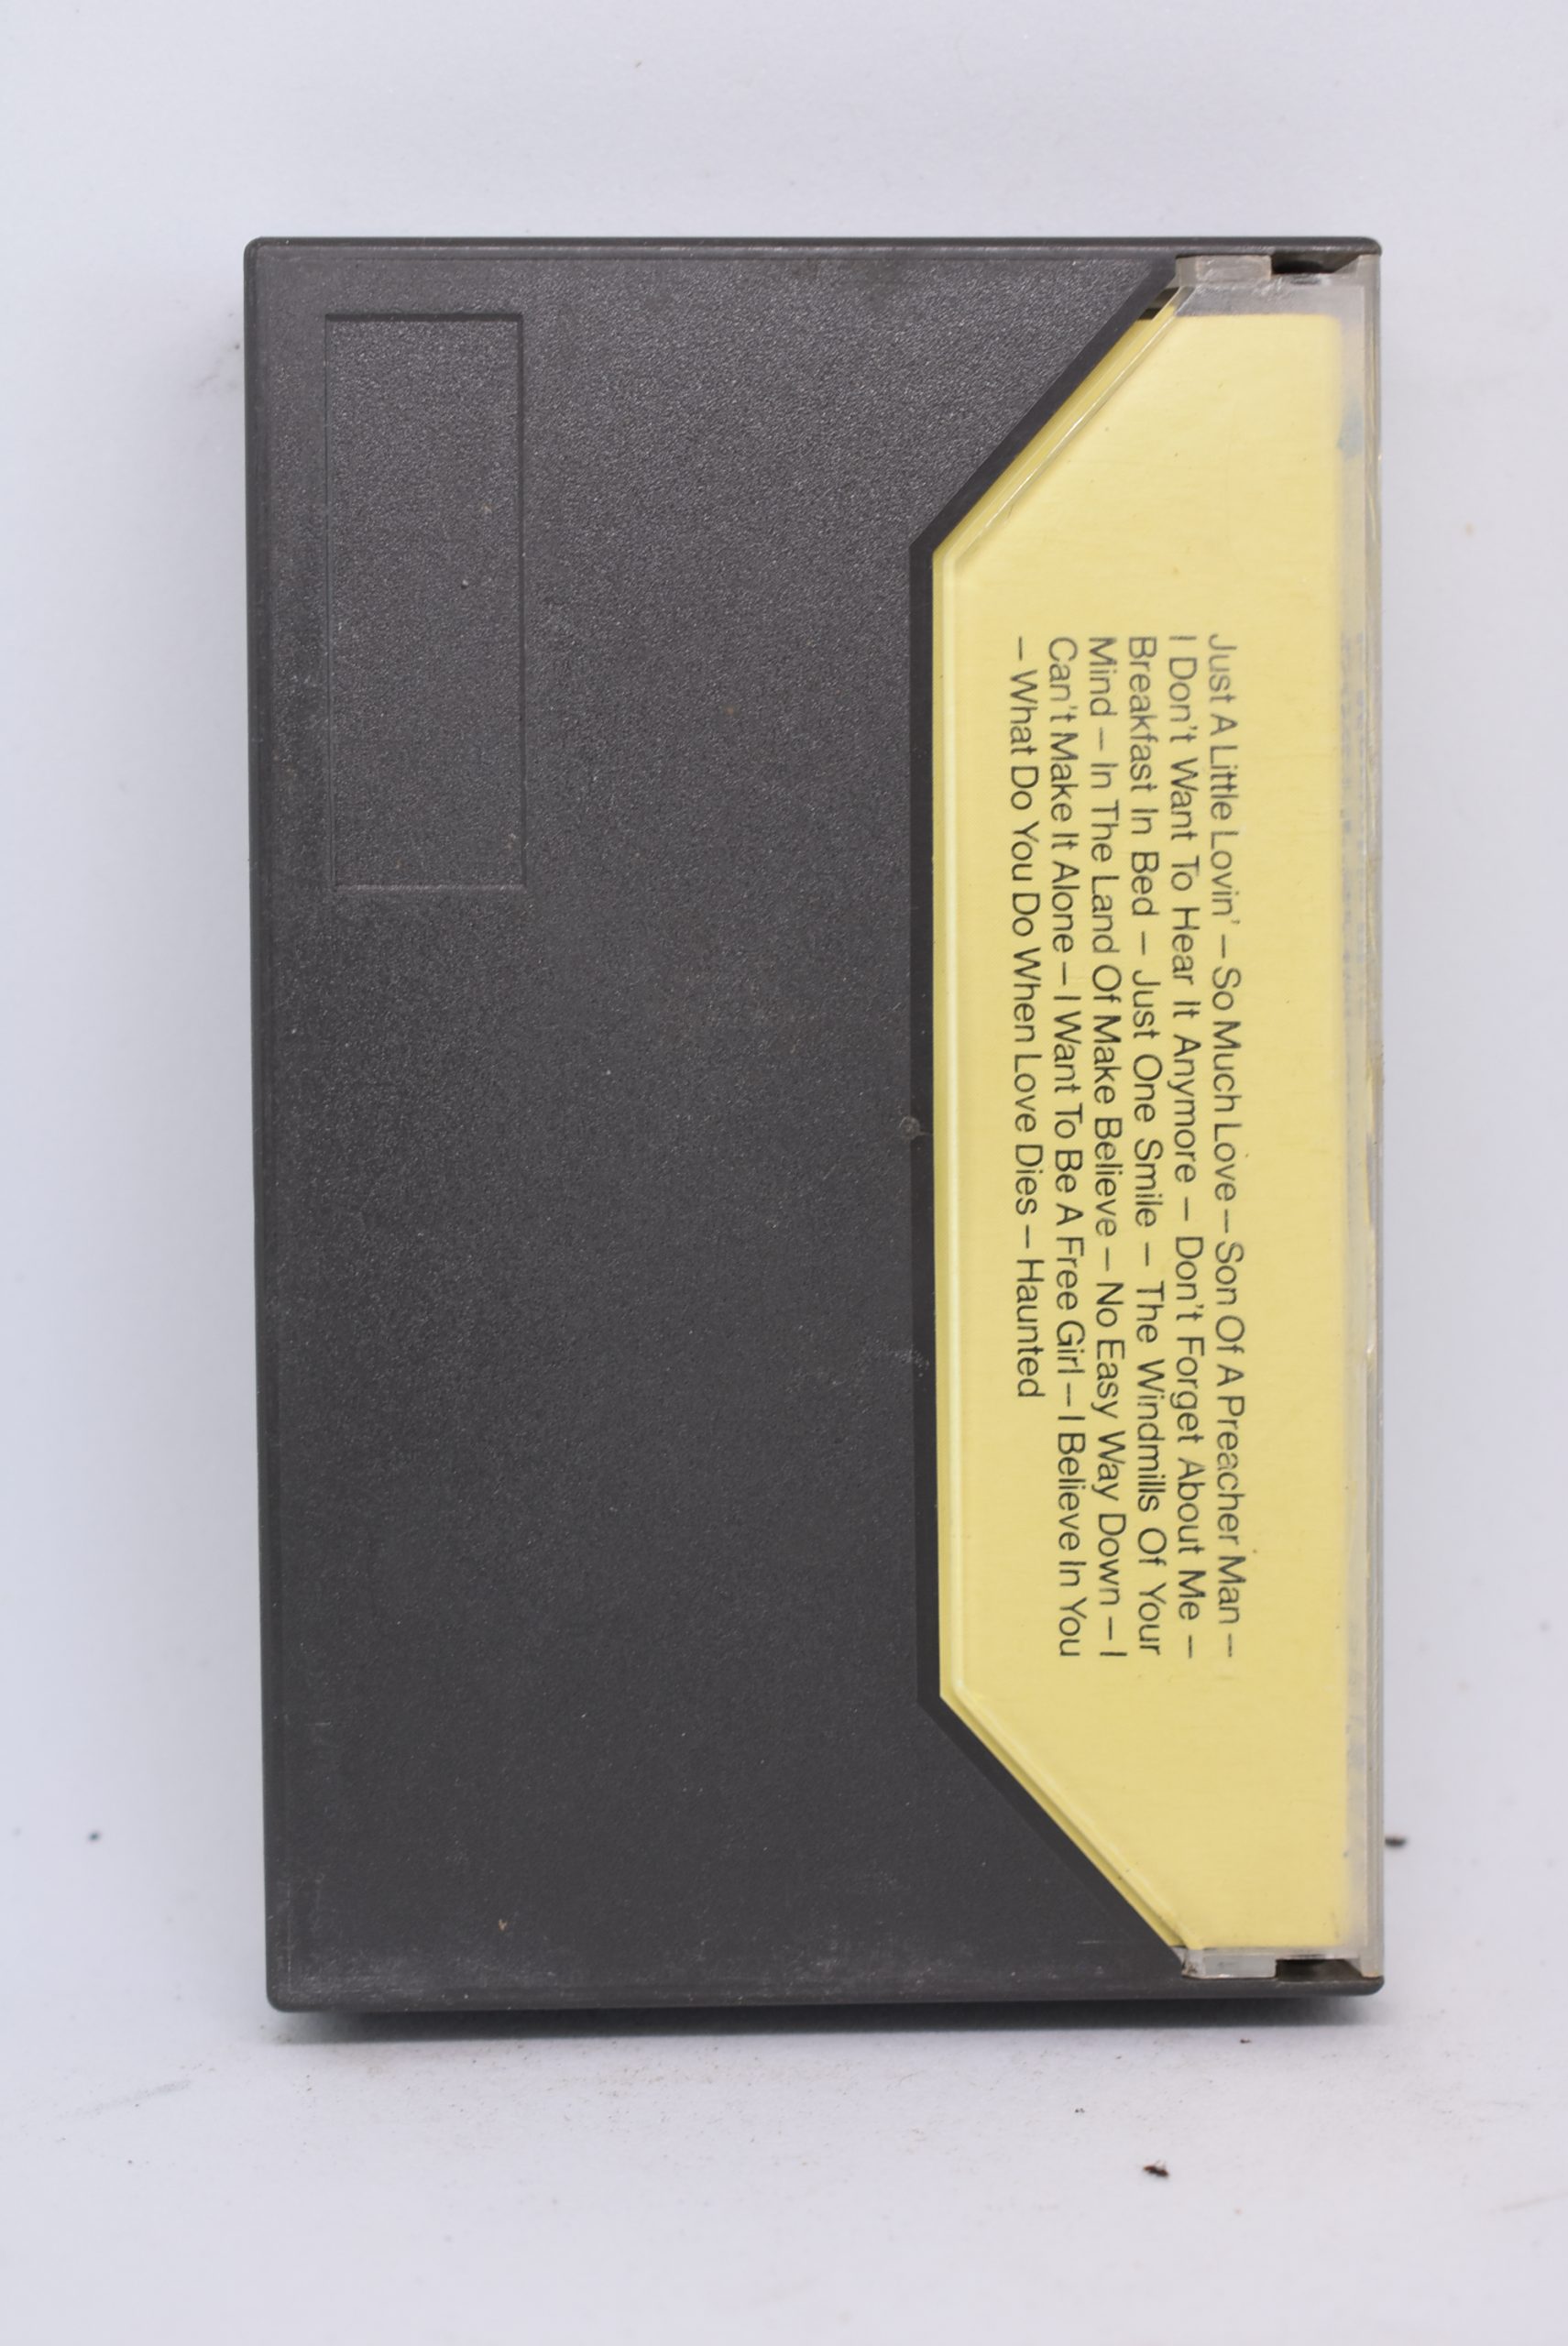 Just A Little Lovin' – So Much Love – Son Of A Preacher Man –
I Don't Want To Hear It Anymore – Don't Forget About Me –
Breakfast In Bed – Just One Smile – The Windmills Of Your
Mind – In The Land Of Make Believe – No Easy Way Down – I
Can't Make It Alone – I Want To Be A Free Girl – I Believe In You
– What Do You Do When Love Dies – Haunted